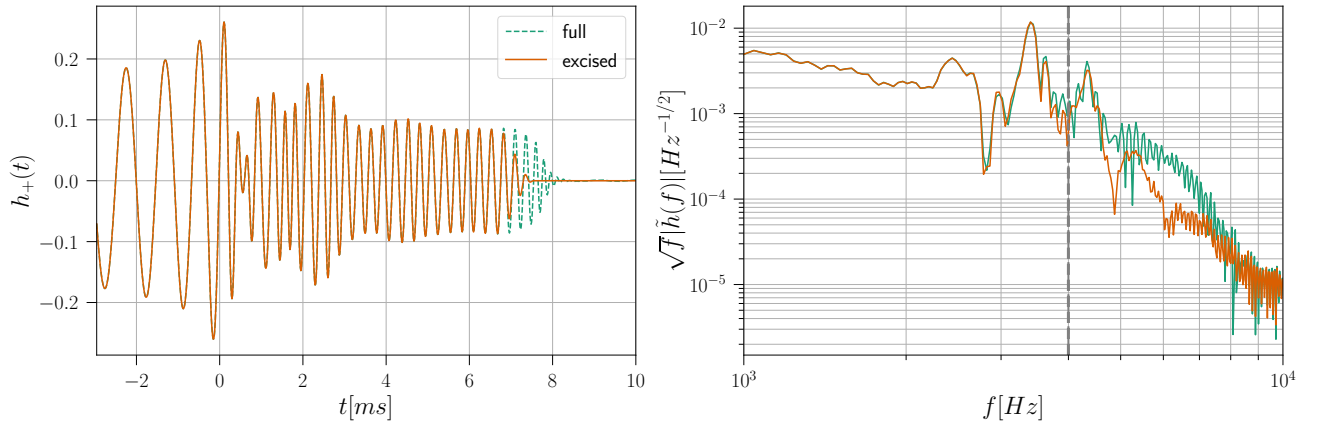 full
excised
0.2
0.1
0.0
−0.1
−0.2
h₊(t)
−2 0 2 4 6 8 10
t[ms]
10⁻²
10⁻³
10⁻⁴
10⁻⁵
√f|h̃(f)|[Hz⁻¹/²]
10³ 10⁴
f[Hz]